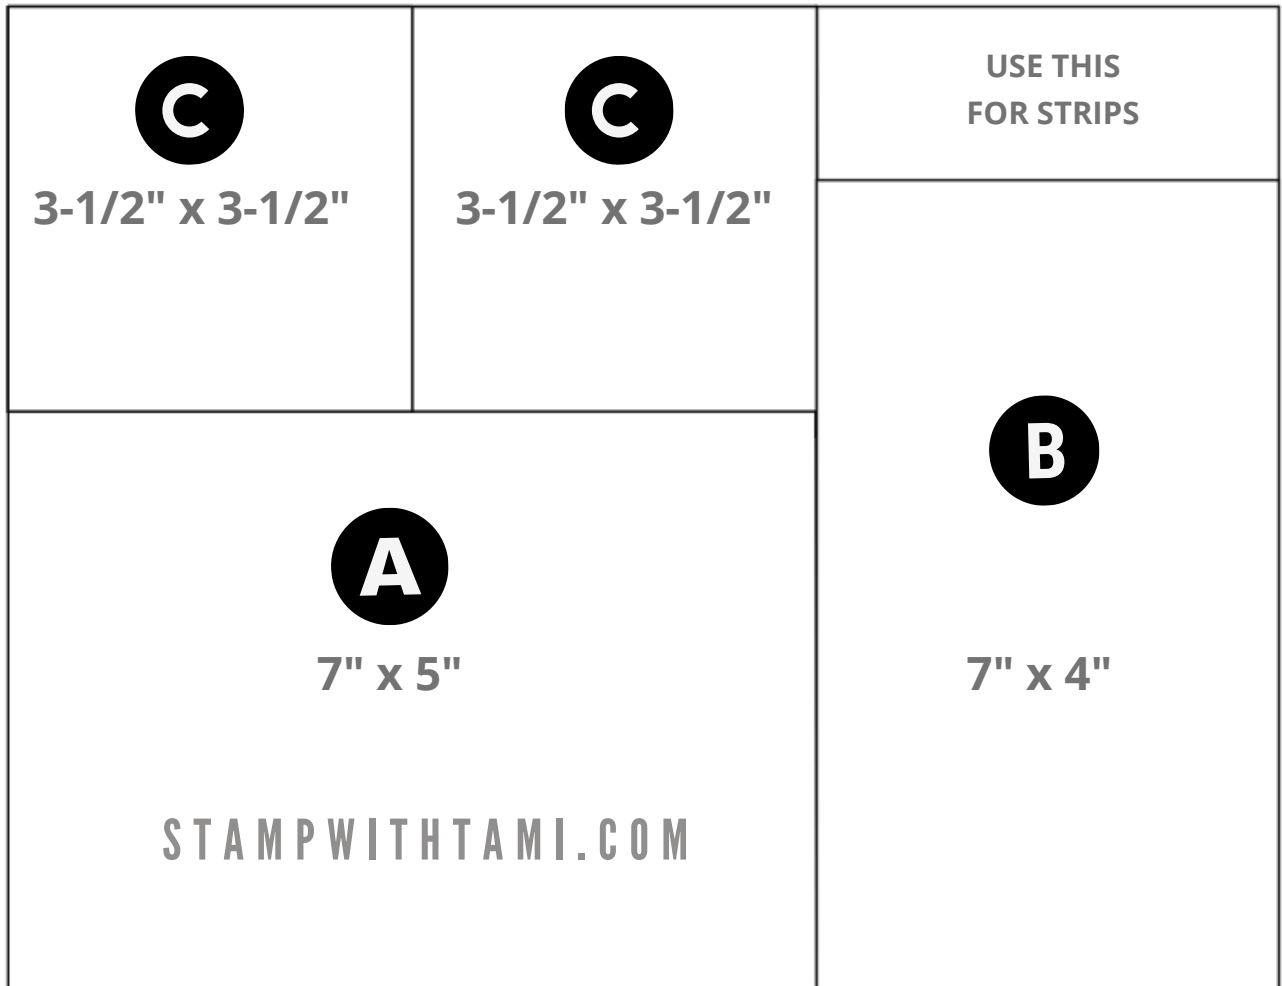 C
3-1/2" x 3-1/2"
C
3-1/2" x 3-1/2"
USE THIS
FOR STRIPS
A
7" x 5"
STAMPWITHTAMI.COM
B
7" x 4"